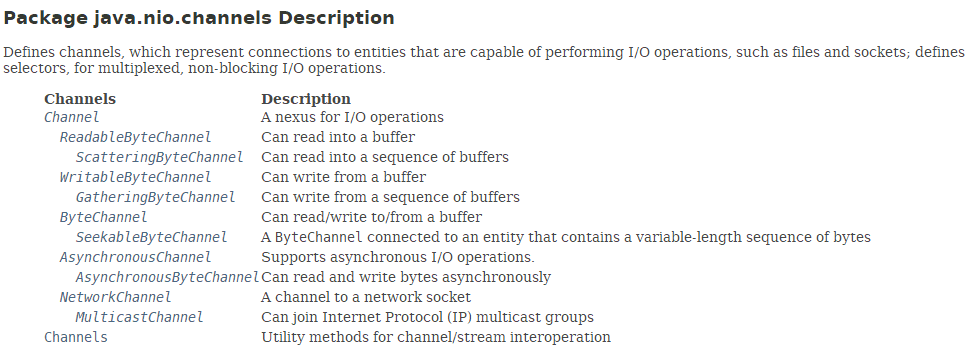 Package java.nio.channels Description
Defines channels, which represent connections to entities that are capable of performing I/O operations, such as files and sockets; defines
selectors, for multiplexed, non-blocking I/O operations.
Channels Description
Channel A nexus for I/O operations
ReadableByteChannel Can read into a buffer
ScatteringByteChannel Can read into a sequence of buffers
WritableByteChannel Can write from a buffer
GatheringByteChannel Can write from a sequence of buffers
ByteChannel Can read/write to/from a buffer
SeekableByteChannel A ByteChannel connected to an entity that contains a variable-length sequence of bytes
AsynchronousChannel Supports asynchronous I/O operations.
AsynchronousByteChannel Can read and write bytes asynchronously
NetworkChannel A channel to a network socket
MulticastChannel Can join Internet Protocol (IP) multicast groups
Channels Utility methods for channel/stream interoperation